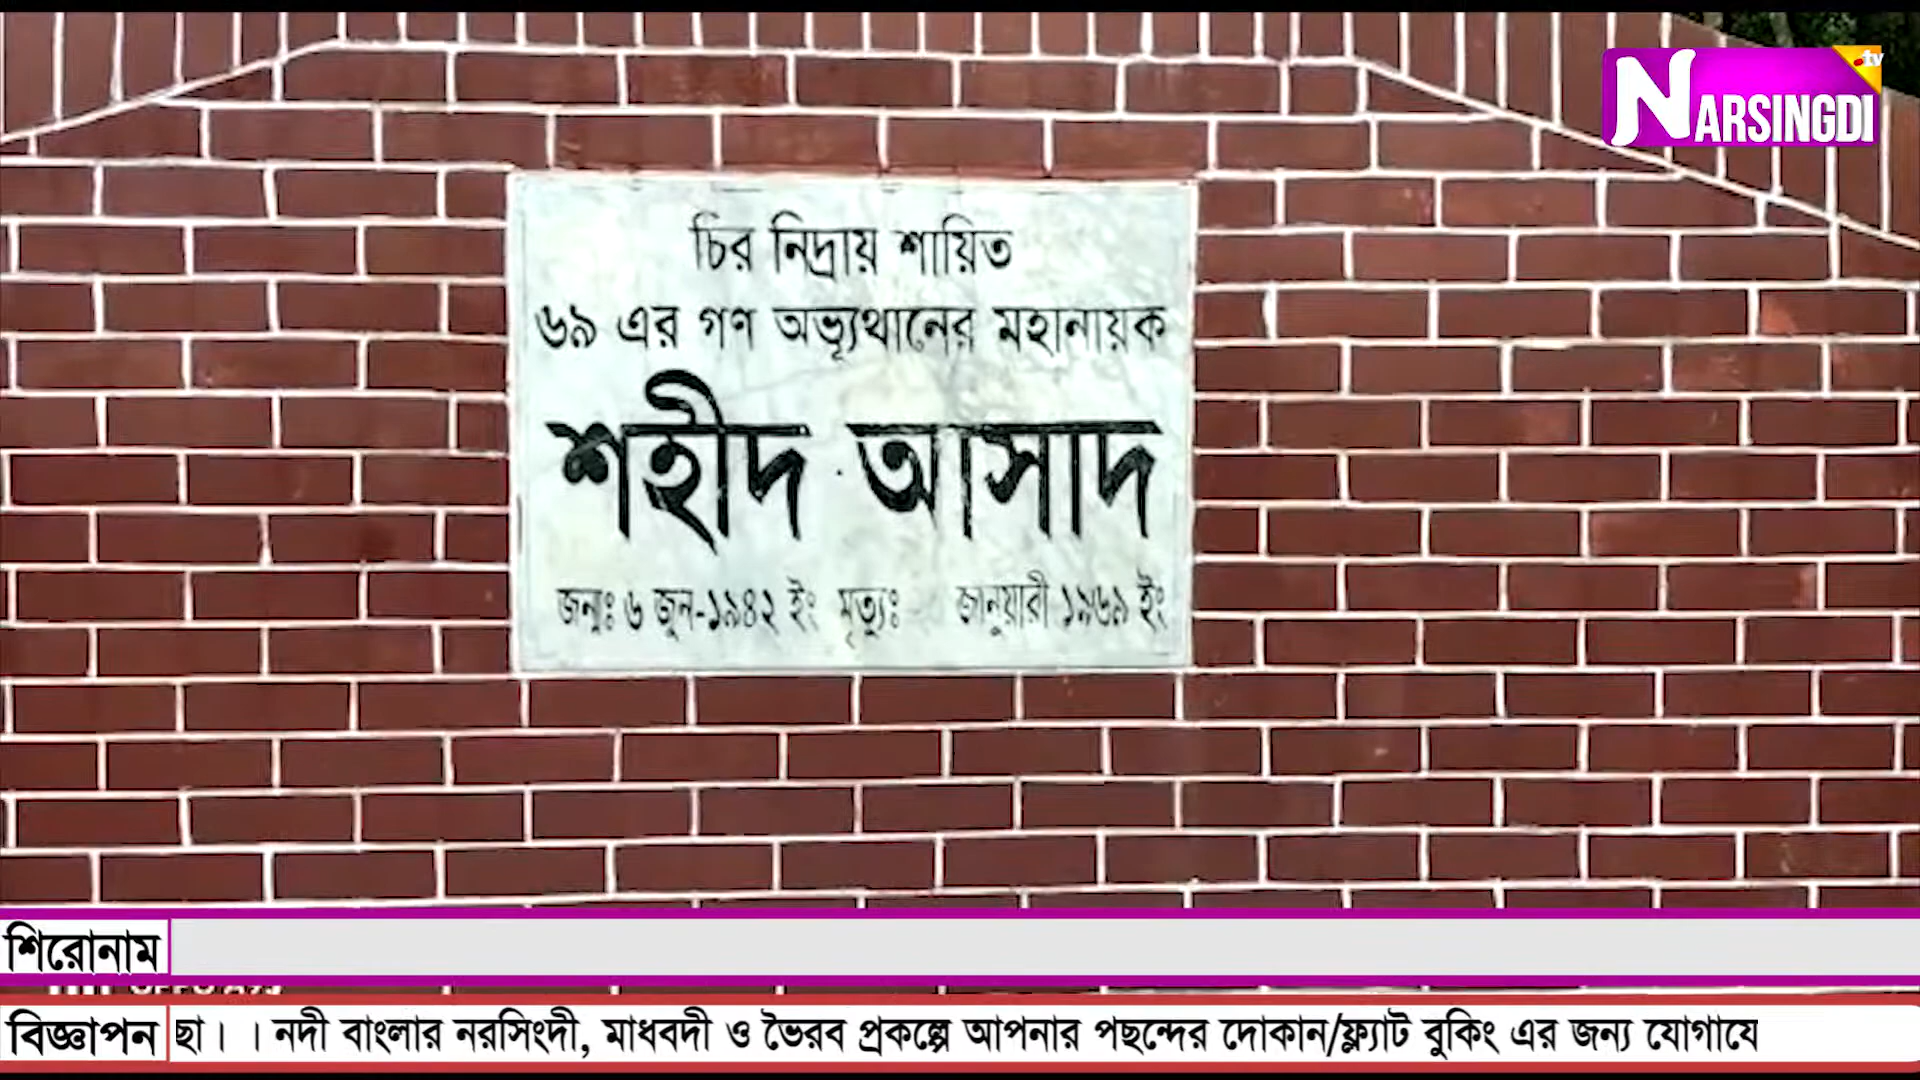 NARSINGDI
.tv
চির নিদ্রায় শায়িত
৬৯ এর গণ অভ্যূথানের মহানায়ক
শহীদ আসাদ
জন্মঃ ৬ জুন-১৯৪২ ইং মৃত্যুঃ জানুয়ারী ১৯৬৯ ইং
শিরোনাম
বিজ্ঞাপন ছা। । নদী বাংলার নরসিংদী, মাধবদী ও ভৈরব প্রকল্পে আপনার পছন্দের দোকান/ফ্ল্যাট বুকিং এর জন্য যোগাযে